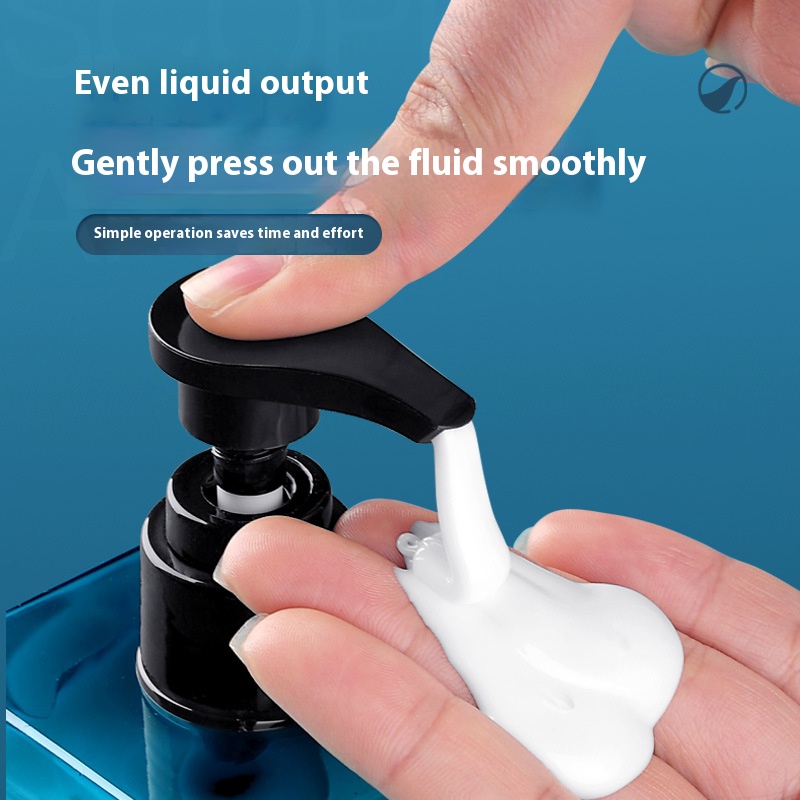 Even liquid output
Gently press out the fluid smoothly
Simple operation saves time and effort